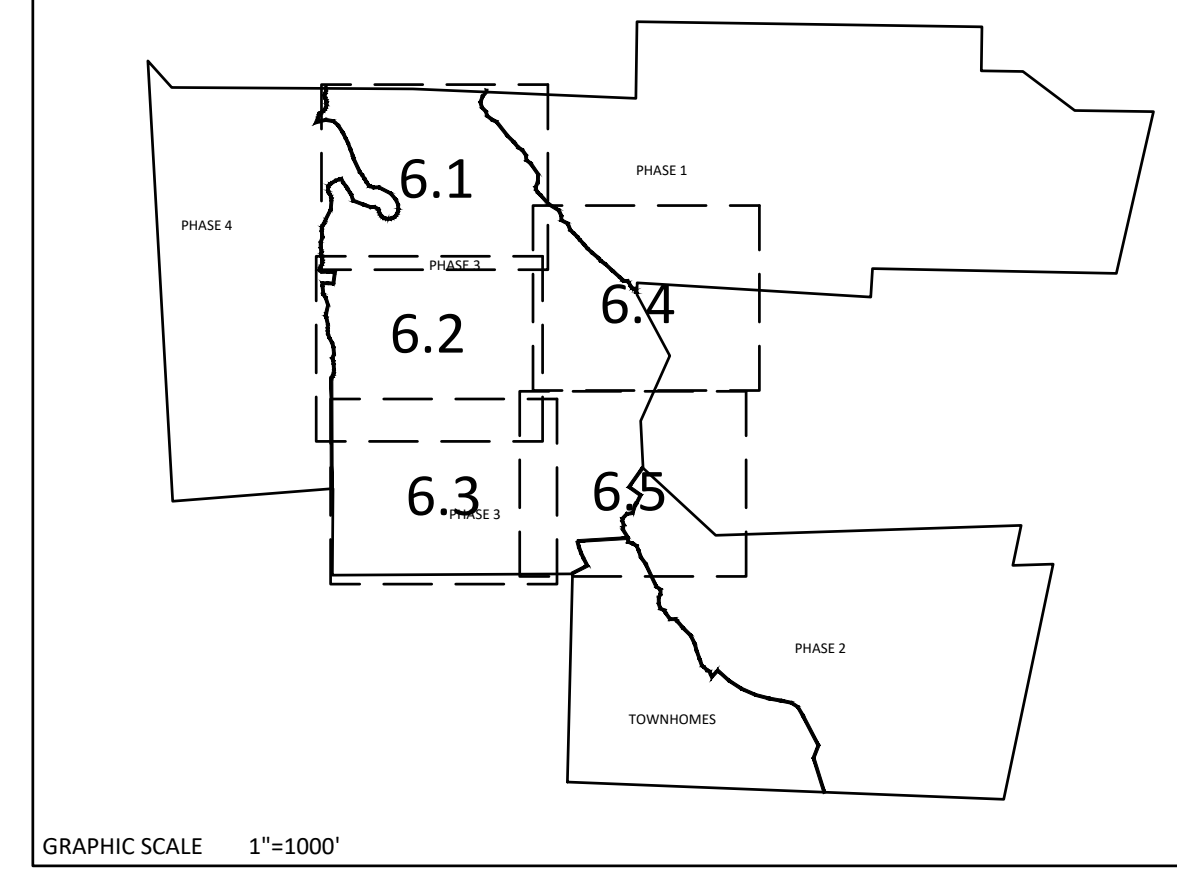 PHASE 1
6.1
PHASE 4
PHASE 3
6.4
6.2
6.3
6.5
PHASE 3
PHASE 2
TOWNHOMES
GRAPHIC SCALE 1"=1000'